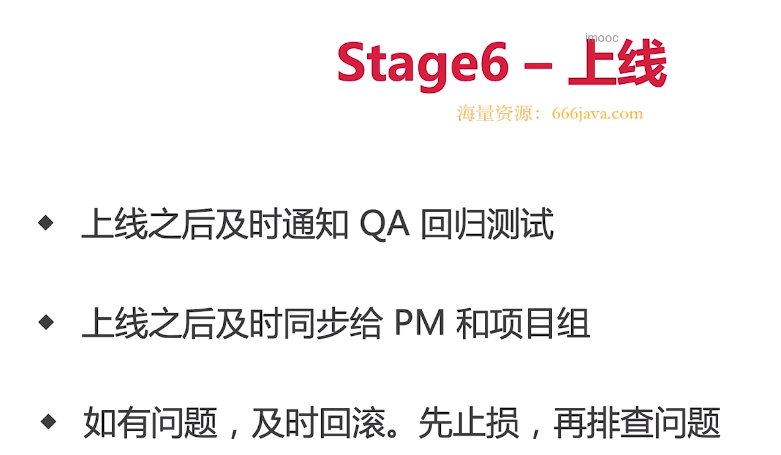 imooc
Stage6 – 上线
海量资源：666java.com
上线之后及时通知 QA 回归测试
上线之后及时同步给 PM 和项目组
如有问题，及时回滚。先止损，再排查问题